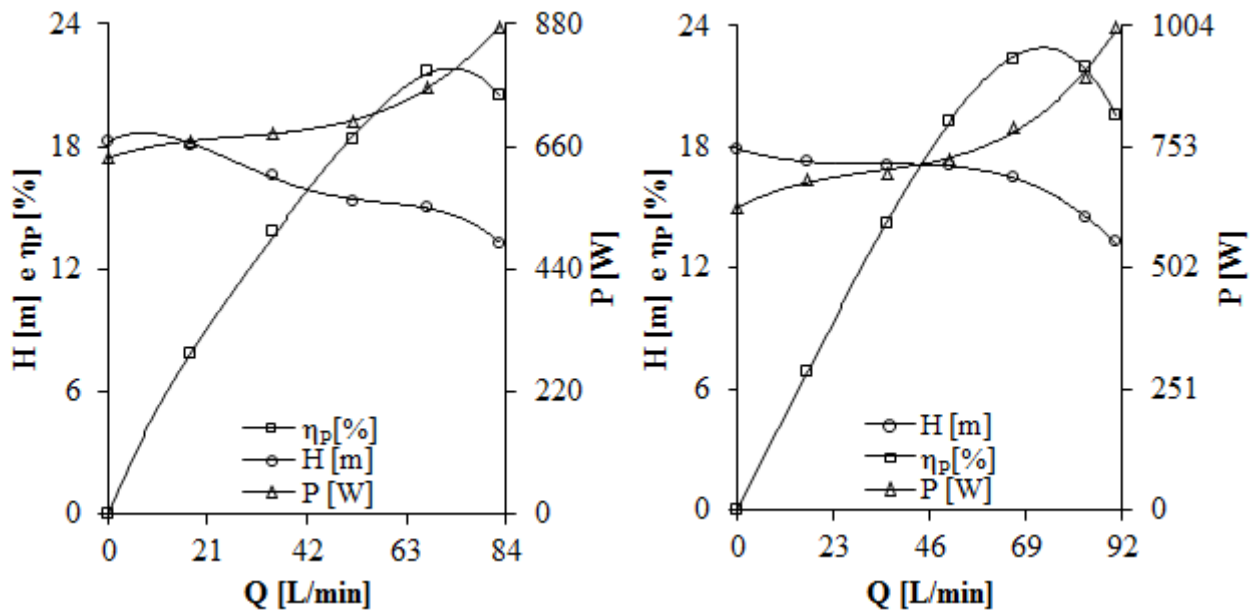 24
18
12
6
0
H [m] e ηP [%]
880
660
440
220
0
P [W]
ηP[%]
H [m]
P [W]
0 21 42 63 84
Q [L/min]
24
18
12
6
0
H [m] e ηP [%]
1004
753
502
251
0
P [W]
H [m]
ηP[%]
P [W]
0 23 46 69 92
Q [L/min]